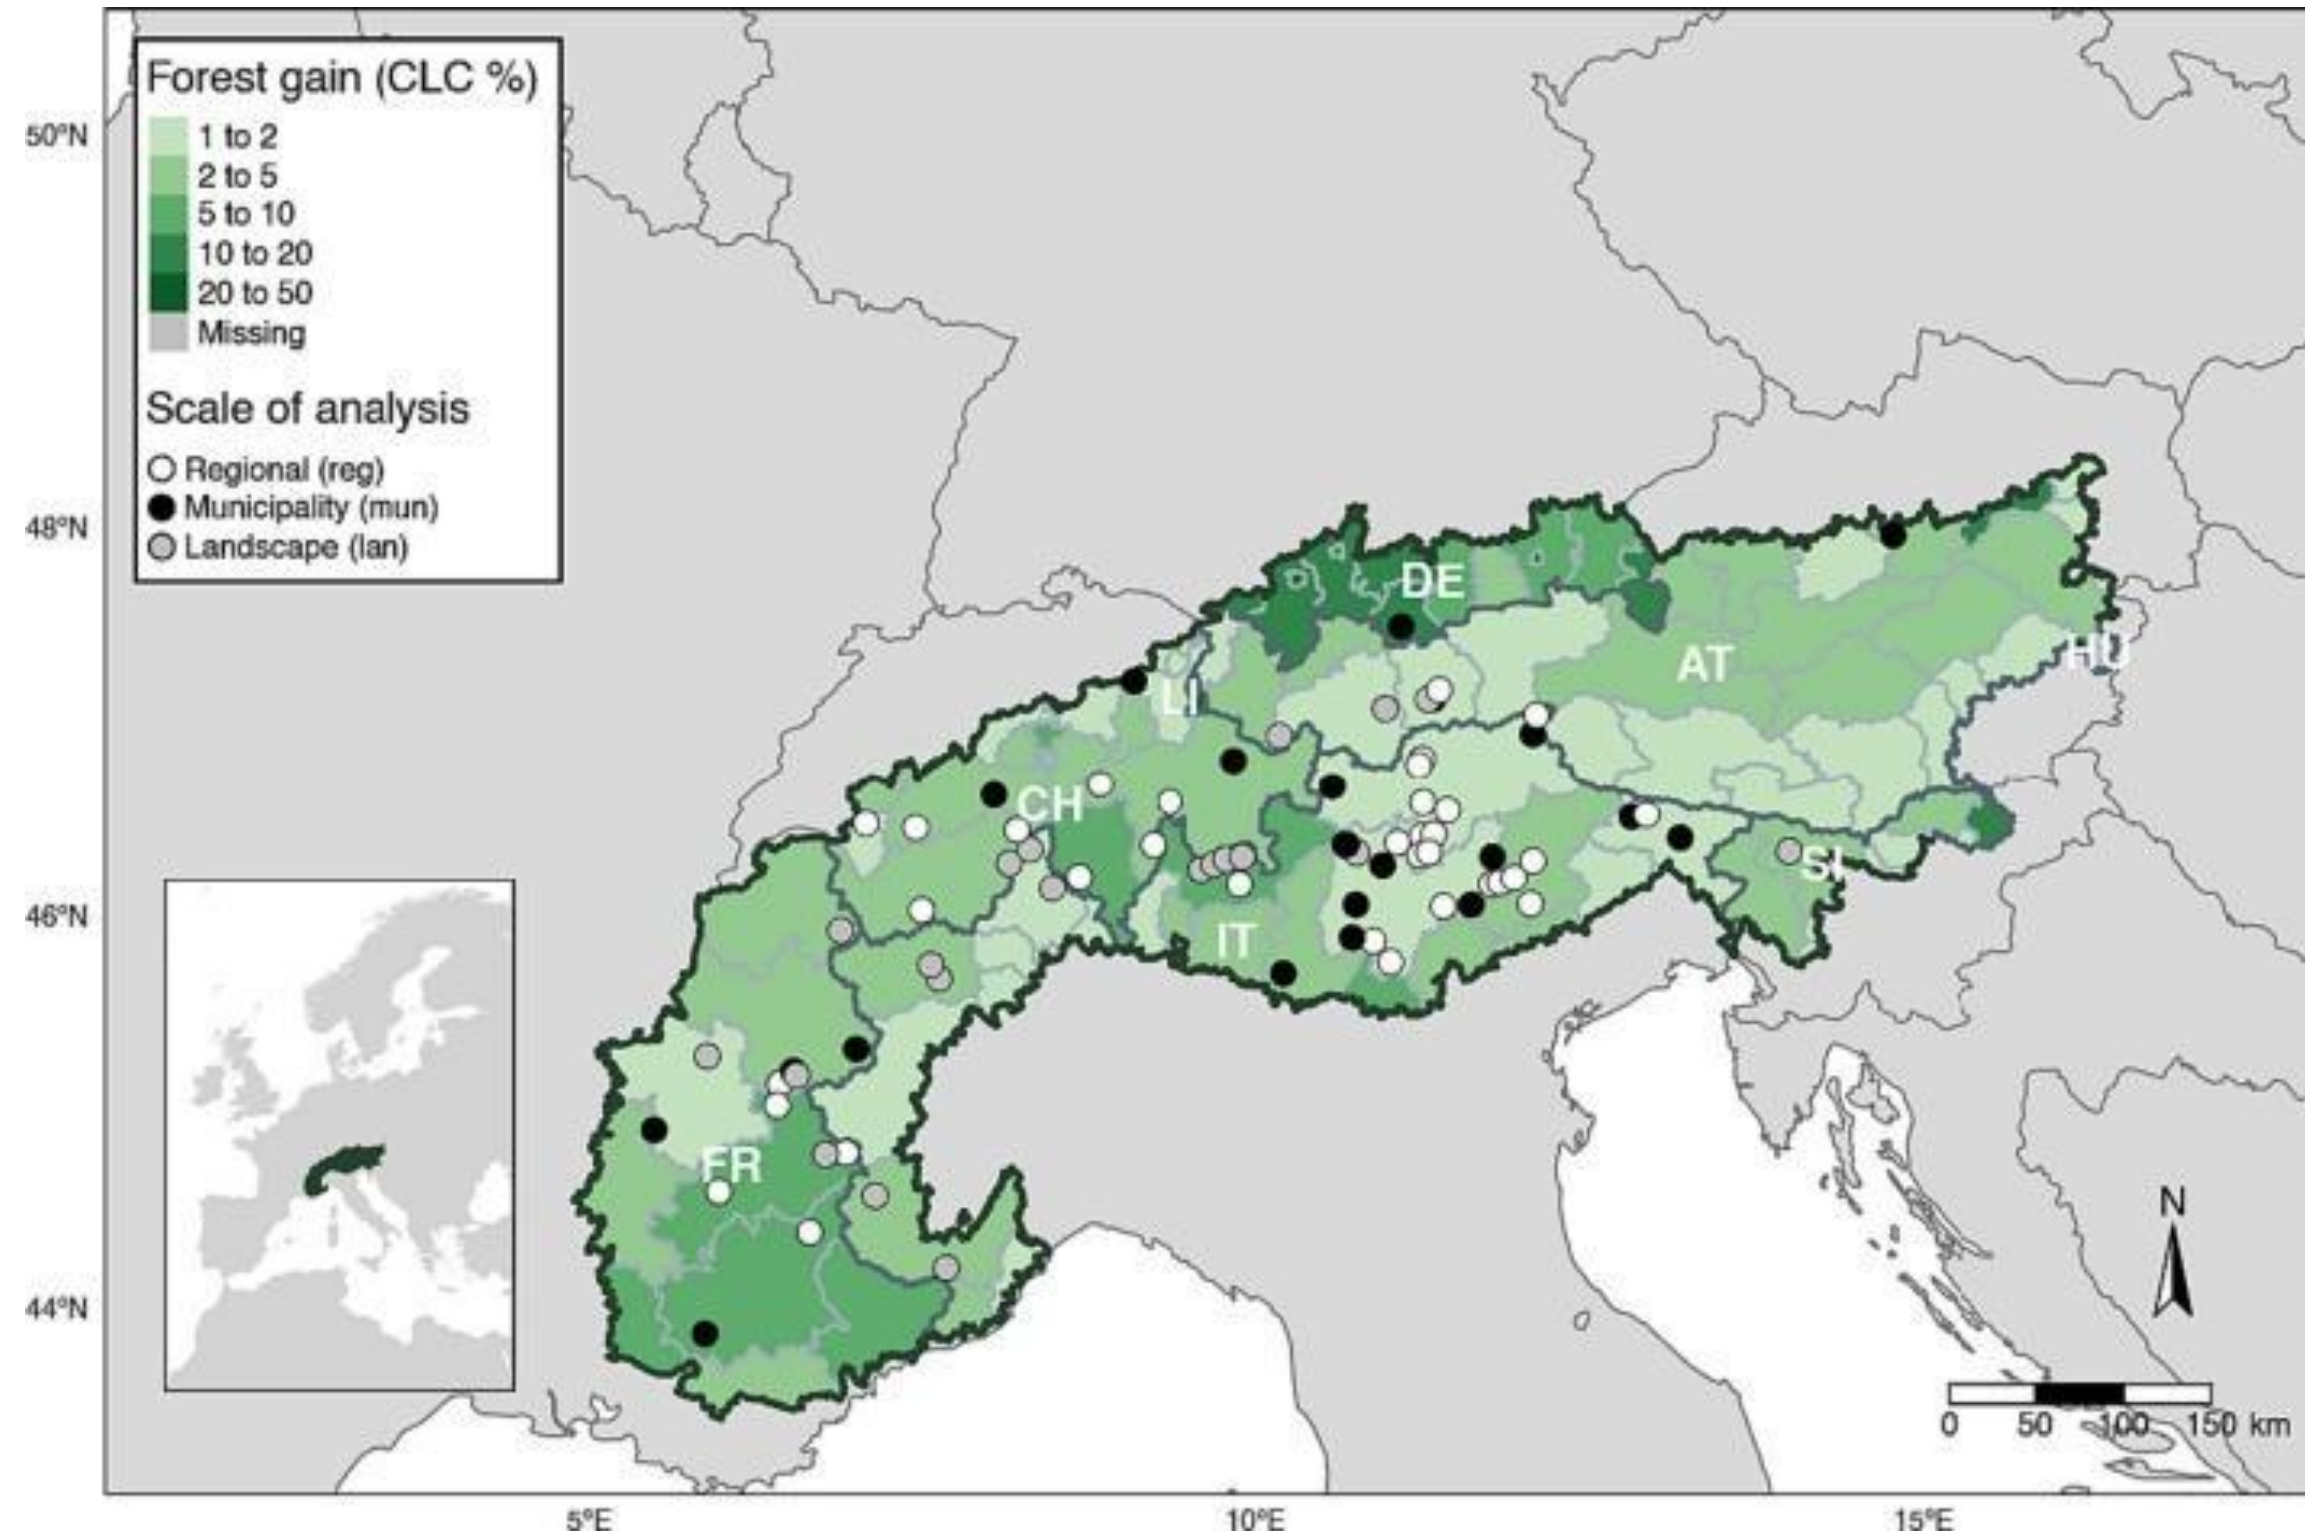 Forest gain (CLC %)
1 to 2
2 to 5
5 to 10
10 to 20
20 to 50
Missing
Scale of analysis
Regional (reg)
Municipality (mun)
Landscape (lan)
50°N
48°N
46°N
44°N
DE
AT
HU
LI
CH
SI
IT
FR
N
0 50 100 150 km
5°E 10°E 15°E